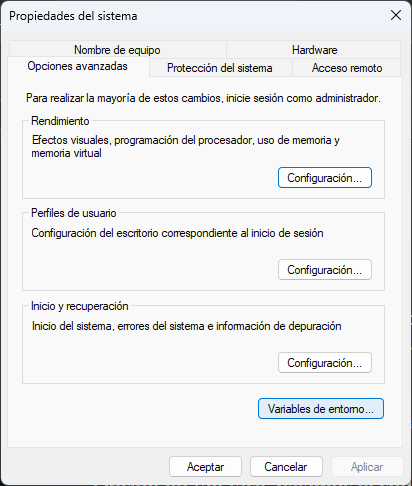 Propiedades del sistema
Nombre de equipo
Hardware
Opciones avanzadas
Protección del sistema
Acceso remoto
Para realizar la mayoría de estos cambios, inicie sesión como administrador.
Rendimiento
Efectos visuales, programación del procesador, uso de memoria y
memoria virtual
Configuración...
Perfiles de usuario
Configuración del escritorio correspondiente al inicio de sesión
Configuración...
Inicio y recuperación
Inicio del sistema, errores del sistema e información de depuración
Configuración...
Variables de entorno...
Aceptar
Cancelar
Aplicar